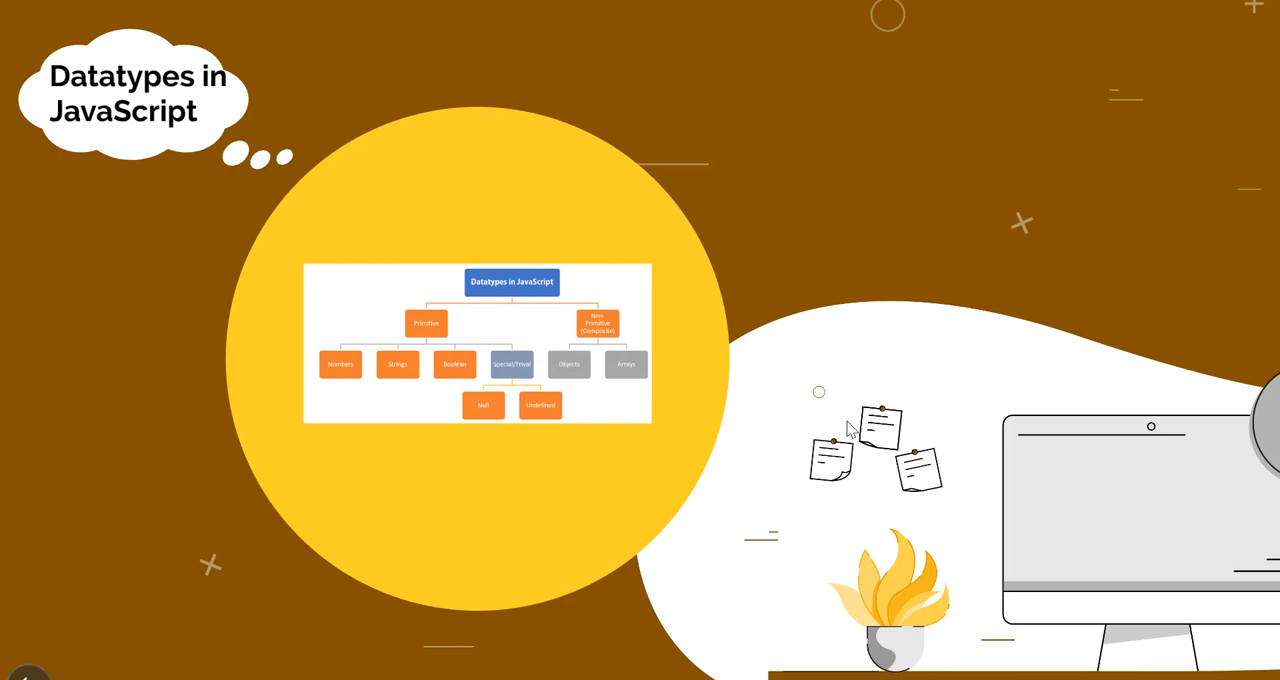 Datatypes in
JavaScript
Datatypes in JavaScript
Primitive
Non-
Primitive
(Composite)
Numbers
Strings
Boolean
Special/Trival
Objects
Arrays
Null
Undefined